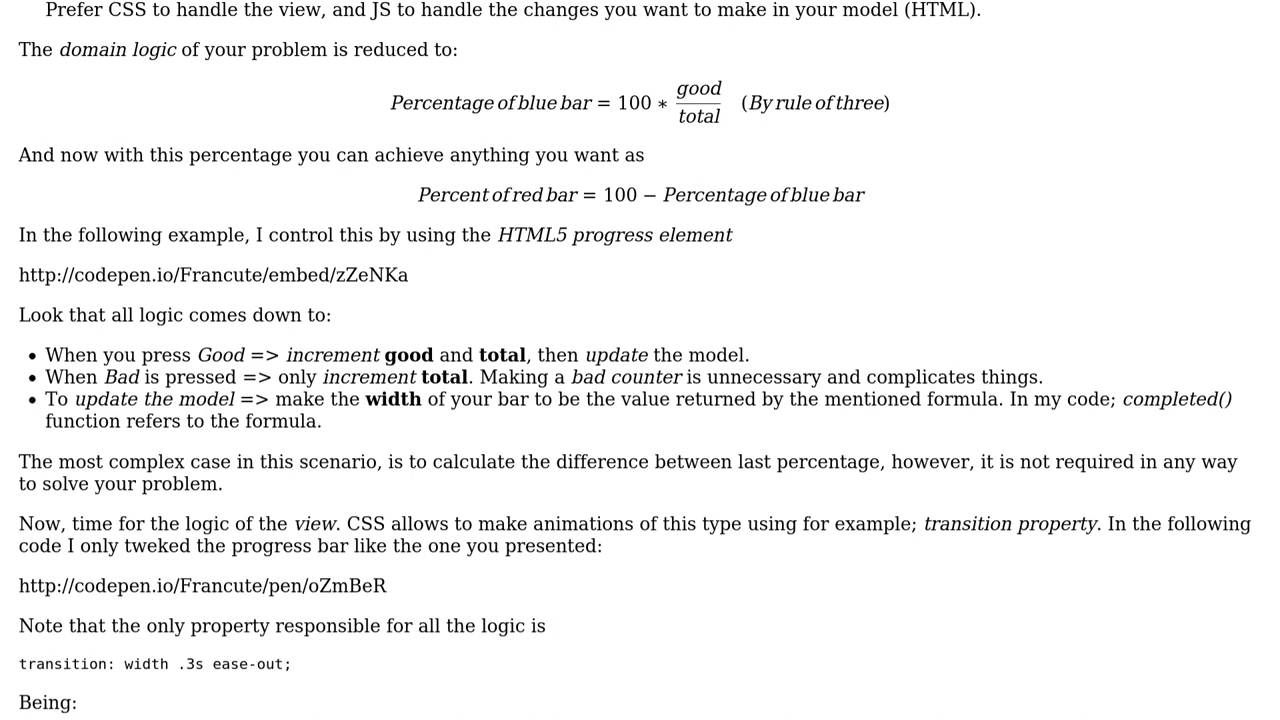 Prefer CSS to handle the view, and JS to handle the changes you want to make in your model (HTML).
The domain logic of your problem is reduced to:
Percentage of blue bar = 100 ∗ good/total (By rule of three)
And now with this percentage you can achieve anything you want as
Percent of red bar = 100 − Percentage of blue bar
In the following example, I control this by using the HTML5 progress element
http://codepen.io/Francute/embed/zZeNKa
Look that all logic comes down to:
• When you press Good => increment good and total, then update the model.
• When Bad is pressed => only increment total. Making a bad counter is unnecessary and complicates things.
• To update the model => make the width of your bar to be the value returned by the mentioned formula. In my code; completed()
function refers to the formula.
The most complex case in this scenario, is to calculate the difference between last percentage, however, it is not required in any way
to solve your problem.
Now, time for the logic of the view. CSS allows to make animations of this type using for example; transition property. In the following
code I only tweked the progress bar like the one you presented:
http://codepen.io/Francute/pen/oZmBeR
Note that the only property responsible for all the logic is
transition: width .3s ease-out;
Being: